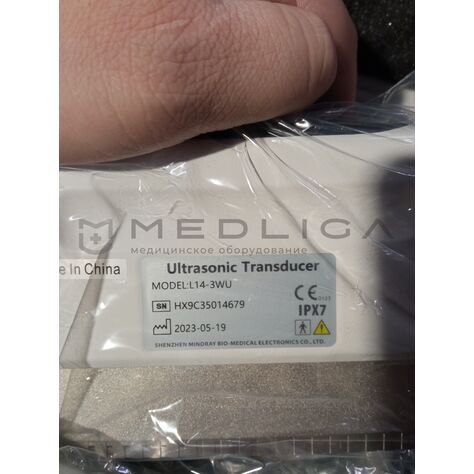 MEDLIGA
медицинское оборудование
e In China
Ultrasonic Transducer
MODEL:L14-3WU
SN HX9C35014679
CE 0123
2023-05-19
IPX7
SHENZHEN MINDRAY BIO-MEDICAL ELECTRONICS CO., LTD.